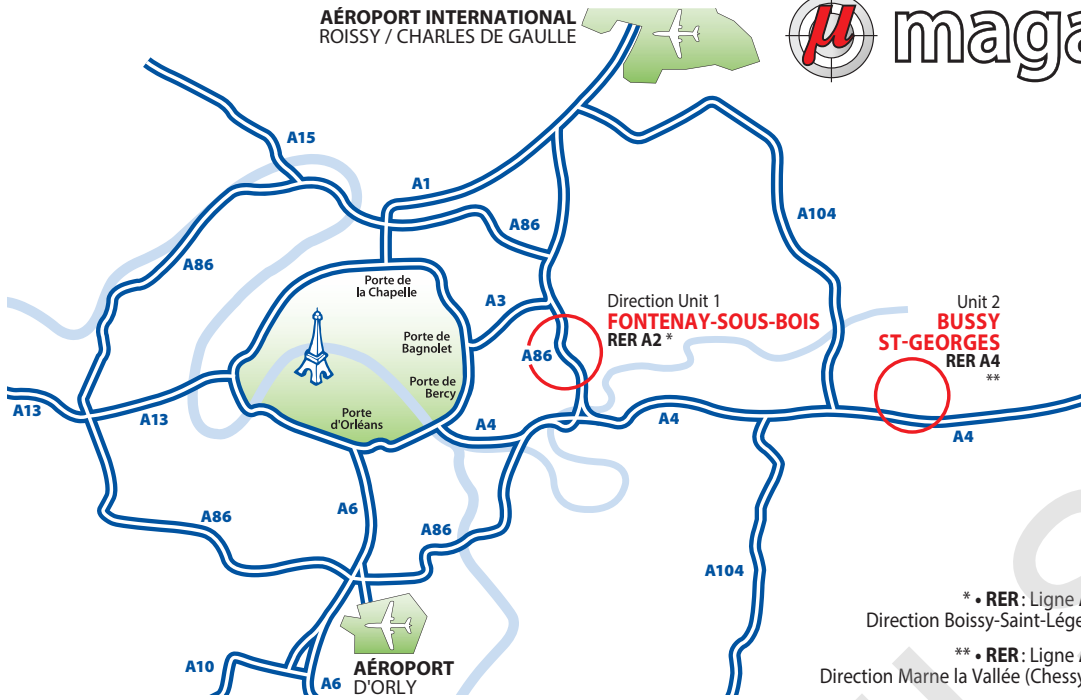 AÉROPORT INTERNATIONAL
ROISSY / CHARLES DE GAULLE
µ maga
A15
A1
A86
A104
A86
Porte de
la Chapelle
A3
Direction Unit 1
FONTENAY-SOUS-BOIS
RER A2 *
Unit 2
BUSSY
ST-GEORGES
RER A4
**
Porte de
Bagnolet
A86
Porte de
Bercy
A13
A13
Porte
d'Orléans
A4
A4
A4
A6
A86
A86
A104
* • RER : Ligne A
Direction Boissy-Saint-Lége
** • RER : Ligne A
Direction Marne la Vallée (Chessy
A10
A6
AÉROPORT
D'ORLY